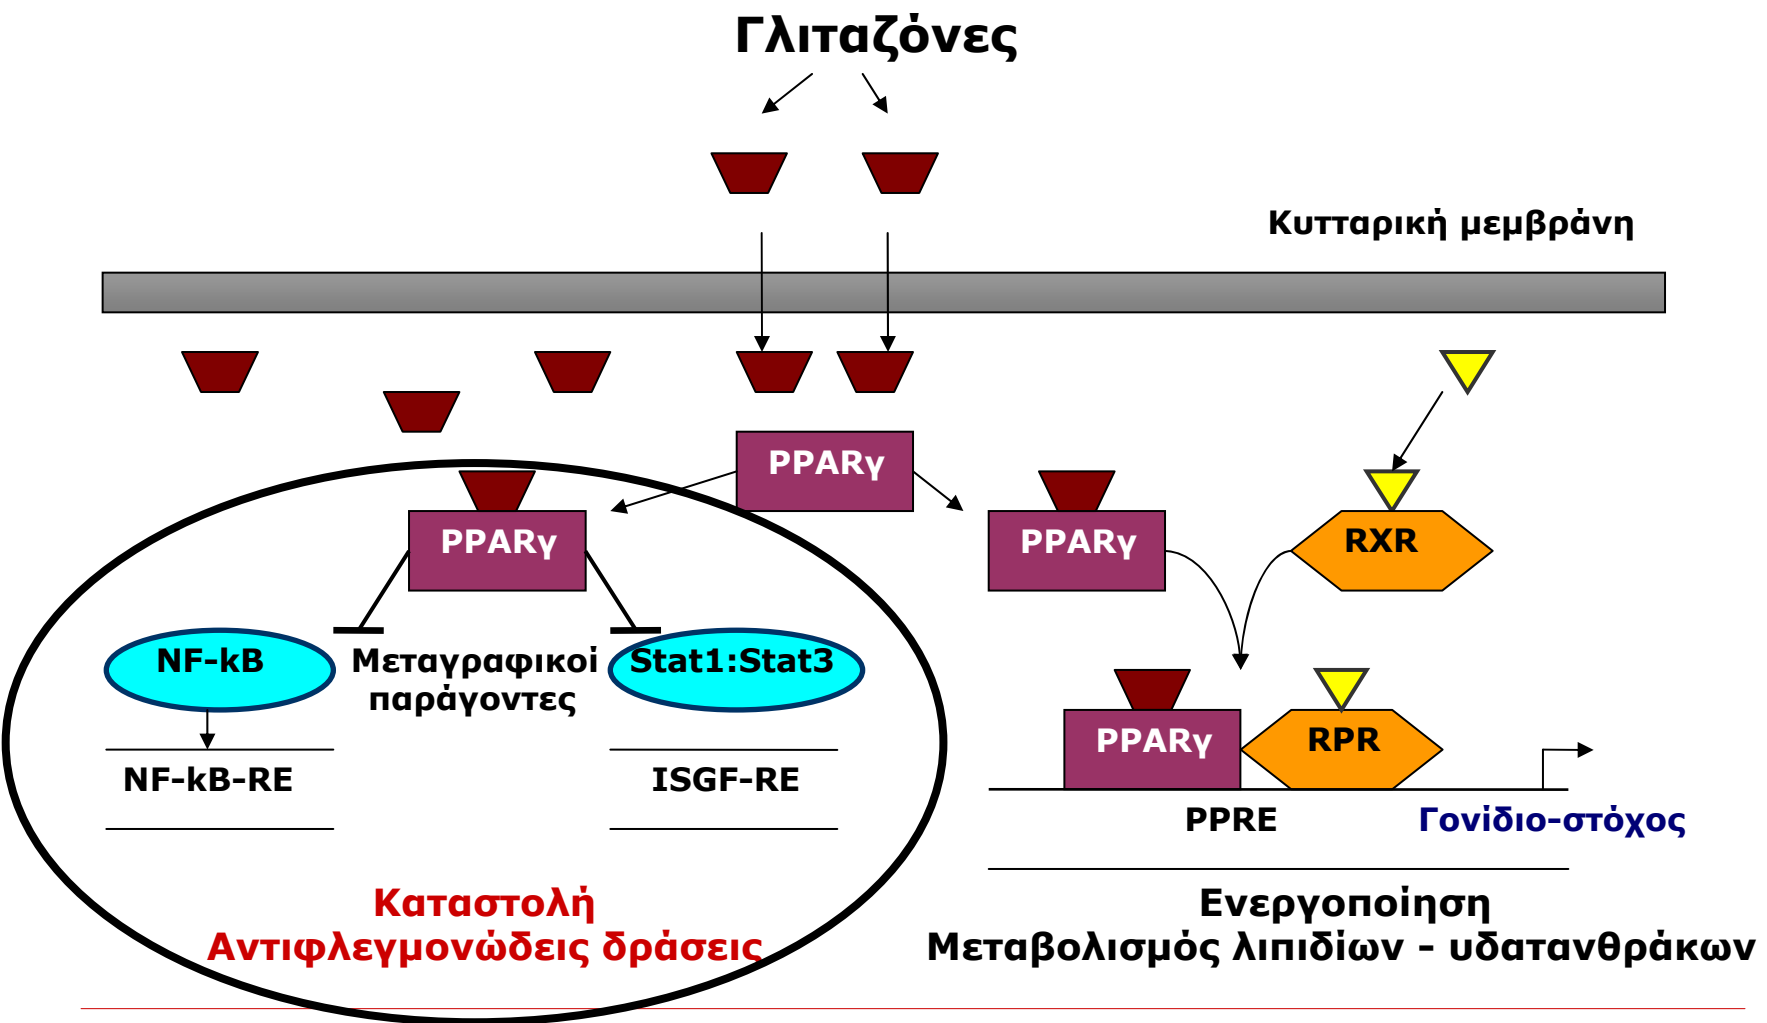 Γλιταζόνες
Κυτταρική μεμβράνη
PPARγ
PPARγ
PPARγ
RXR
NF-kB
Μεταγραφικοί
παράγοντες
Stat1:Stat3
NF-kB-RE
ISGF-RE
PPARγ
RPR
PPRE
Γονίδιο-στόχος
Καταστολή
Αντιφλεγμονώδεις δράσεις
Ενεργοποίηση
Μεταβολισμός λιπιδίων - υδατανθράκων